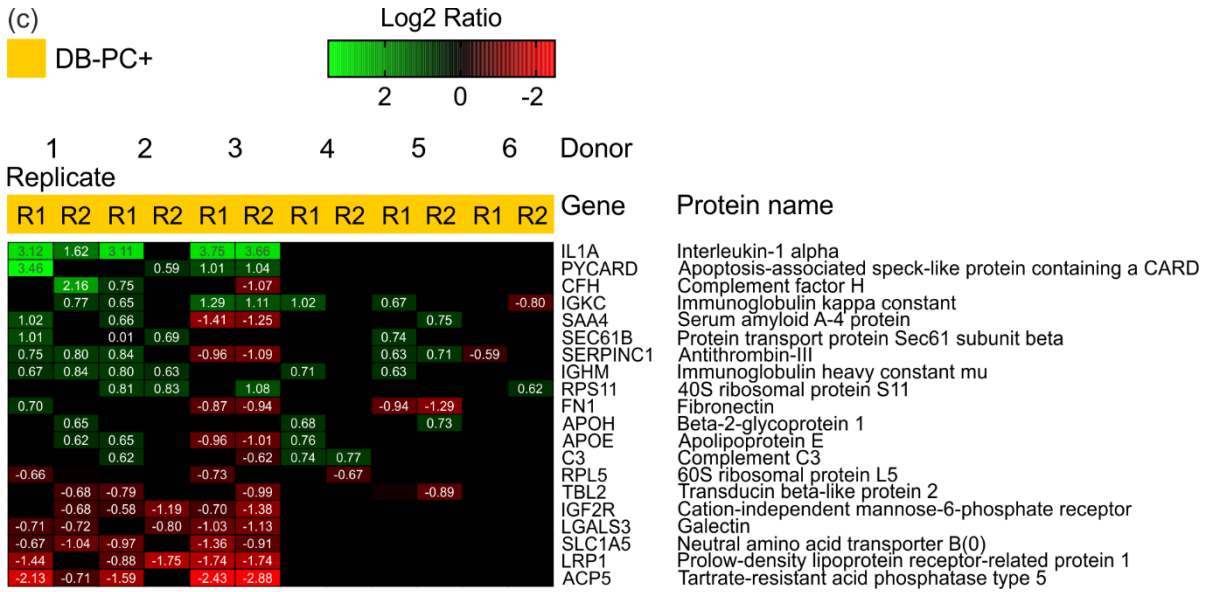 (c)
Log2 Ratio
DB-PC+
2 0 -2
1 2 3 4 5 6 Donor
Replicate
R1 R2 R1 R2 R1 R2 R1 R2 R1 R2 R1 R2 Gene Protein name
3.12 1.62 3.11 3.75 3.66 IL1A Interleukin-1 alpha
3.46 0.59 1.01 1.04 PYCARD Apoptosis-associated speck-like protein containing a CARD
2.16 0.75 -1.07 CFH Complement factor H
0.77 0.65 1.29 1.11 1.02 0.67 -0.80 IGKC Immunoglobulin kappa constant
1.02 0.66 -1.41 -1.25 0.75 SAA4 Serum amyloid A-4 protein
1.01 0.01 0.69 0.74 SEC61B Protein transport protein Sec61 subunit beta
0.75 0.80 0.84 -0.96 -1.09 0.63 0.71 -0.59 SERPINC1 Antithrombin-III
0.67 0.84 0.80 0.63 0.71 0.63 IGHM Immunoglobulin heavy constant mu
0.81 0.83 1.08 0.62 RPS11 40S ribosomal protein S11
0.70 -0.87 -0.94 -0.94 -1.29 FN1 Fibronectin
0.65 0.68 0.73 APOH Beta-2-glycoprotein 1
0.62 0.65 -0.96 -1.01 0.76 APOE Apolipoprotein E
0.62 -0.62 0.74 0.77 C3 Complement C3
-0.66 -0.73 -0.67 RPL5 60S ribosomal protein L5
-0.68 -0.79 -0.99 -0.89 TBL2 Transducin beta-like protein 2
-0.68 -0.58 -1.19 -0.70 -1.38 IGF2R Cation-independent mannose-6-phosphate receptor
-0.71 -0.72 -0.80 -1.03 -1.13 LGALS3 Galectin
-0.67 -1.04 -0.97 -1.36 -0.91 SLC1A5 Neutral amino acid transporter B(0)
-1.44 -0.88 -1.75 -1.74 -1.74 LRP1 Prolow-density lipoprotein receptor-related protein 1
-2.13 -0.71 -1.59 -2.43 -2.88 ACP5 Tartrate-resistant acid phosphatase type 5